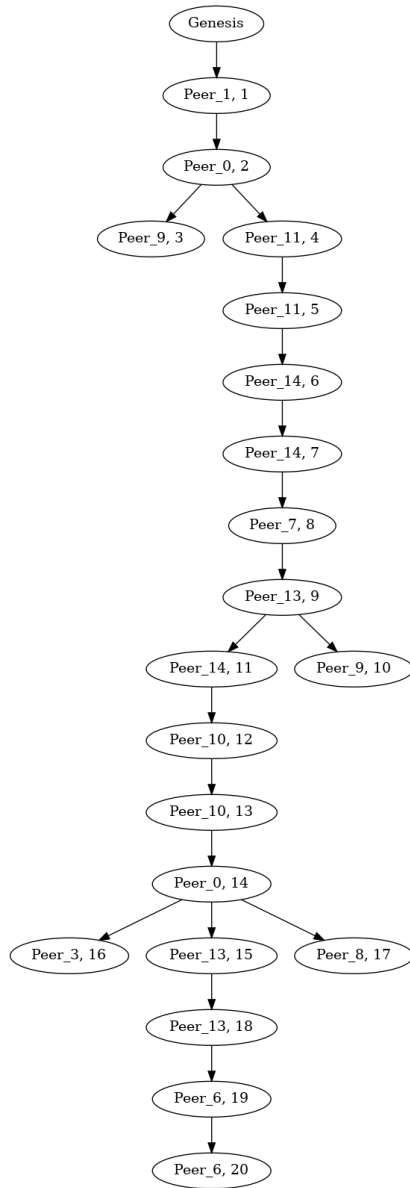 Genesis
Peer_1, 1
Peer_0, 2
Peer_9, 3
Peer_11, 4
Peer_11, 5
Peer_14, 6
Peer_14, 7
Peer_7, 8
Peer_13, 9
Peer_14, 11
Peer_9, 10
Peer_10, 12
Peer_10, 13
Peer_0, 14
Peer_3, 16
Peer_13, 15
Peer_8, 17
Peer_13, 18
Peer_6, 19
Peer_6, 20